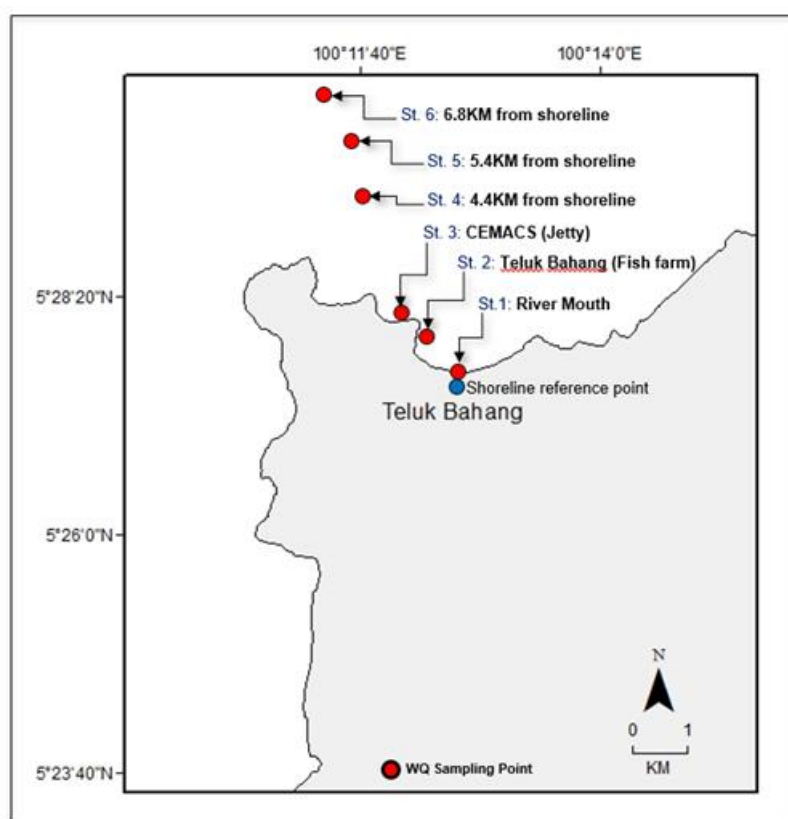 100°11'40"E
100°14'0"E
St. 6: 6.8KM from shoreline
St. 5: 5.4KM from shoreline
St. 4: 4.4KM from shoreline
St. 3: CEMACS (Jetty)
St. 2: Teluk Bahang (Fish farm)
5°28'20"N
St.1: River Mouth
Shoreline reference point
Teluk Bahang
5°26'0"N
N
0 1
KM
5°23'40"N
WQ Sampling Point